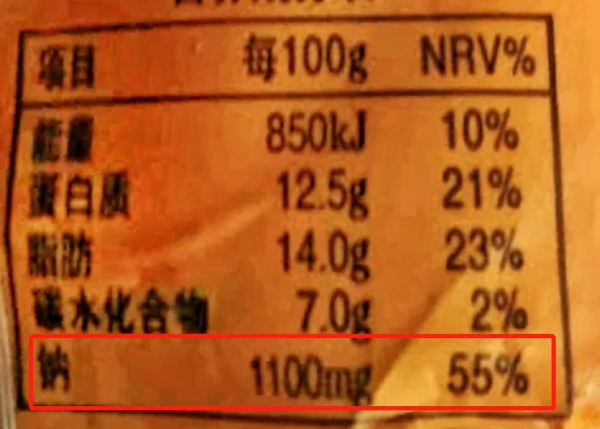 项目 每100g NRV%
能量 850kJ 10%
蛋白质 12.5g 21%
脂肪 14.0g 23%
碳水化合物 7.0g 2%
钠 1100mg 55%